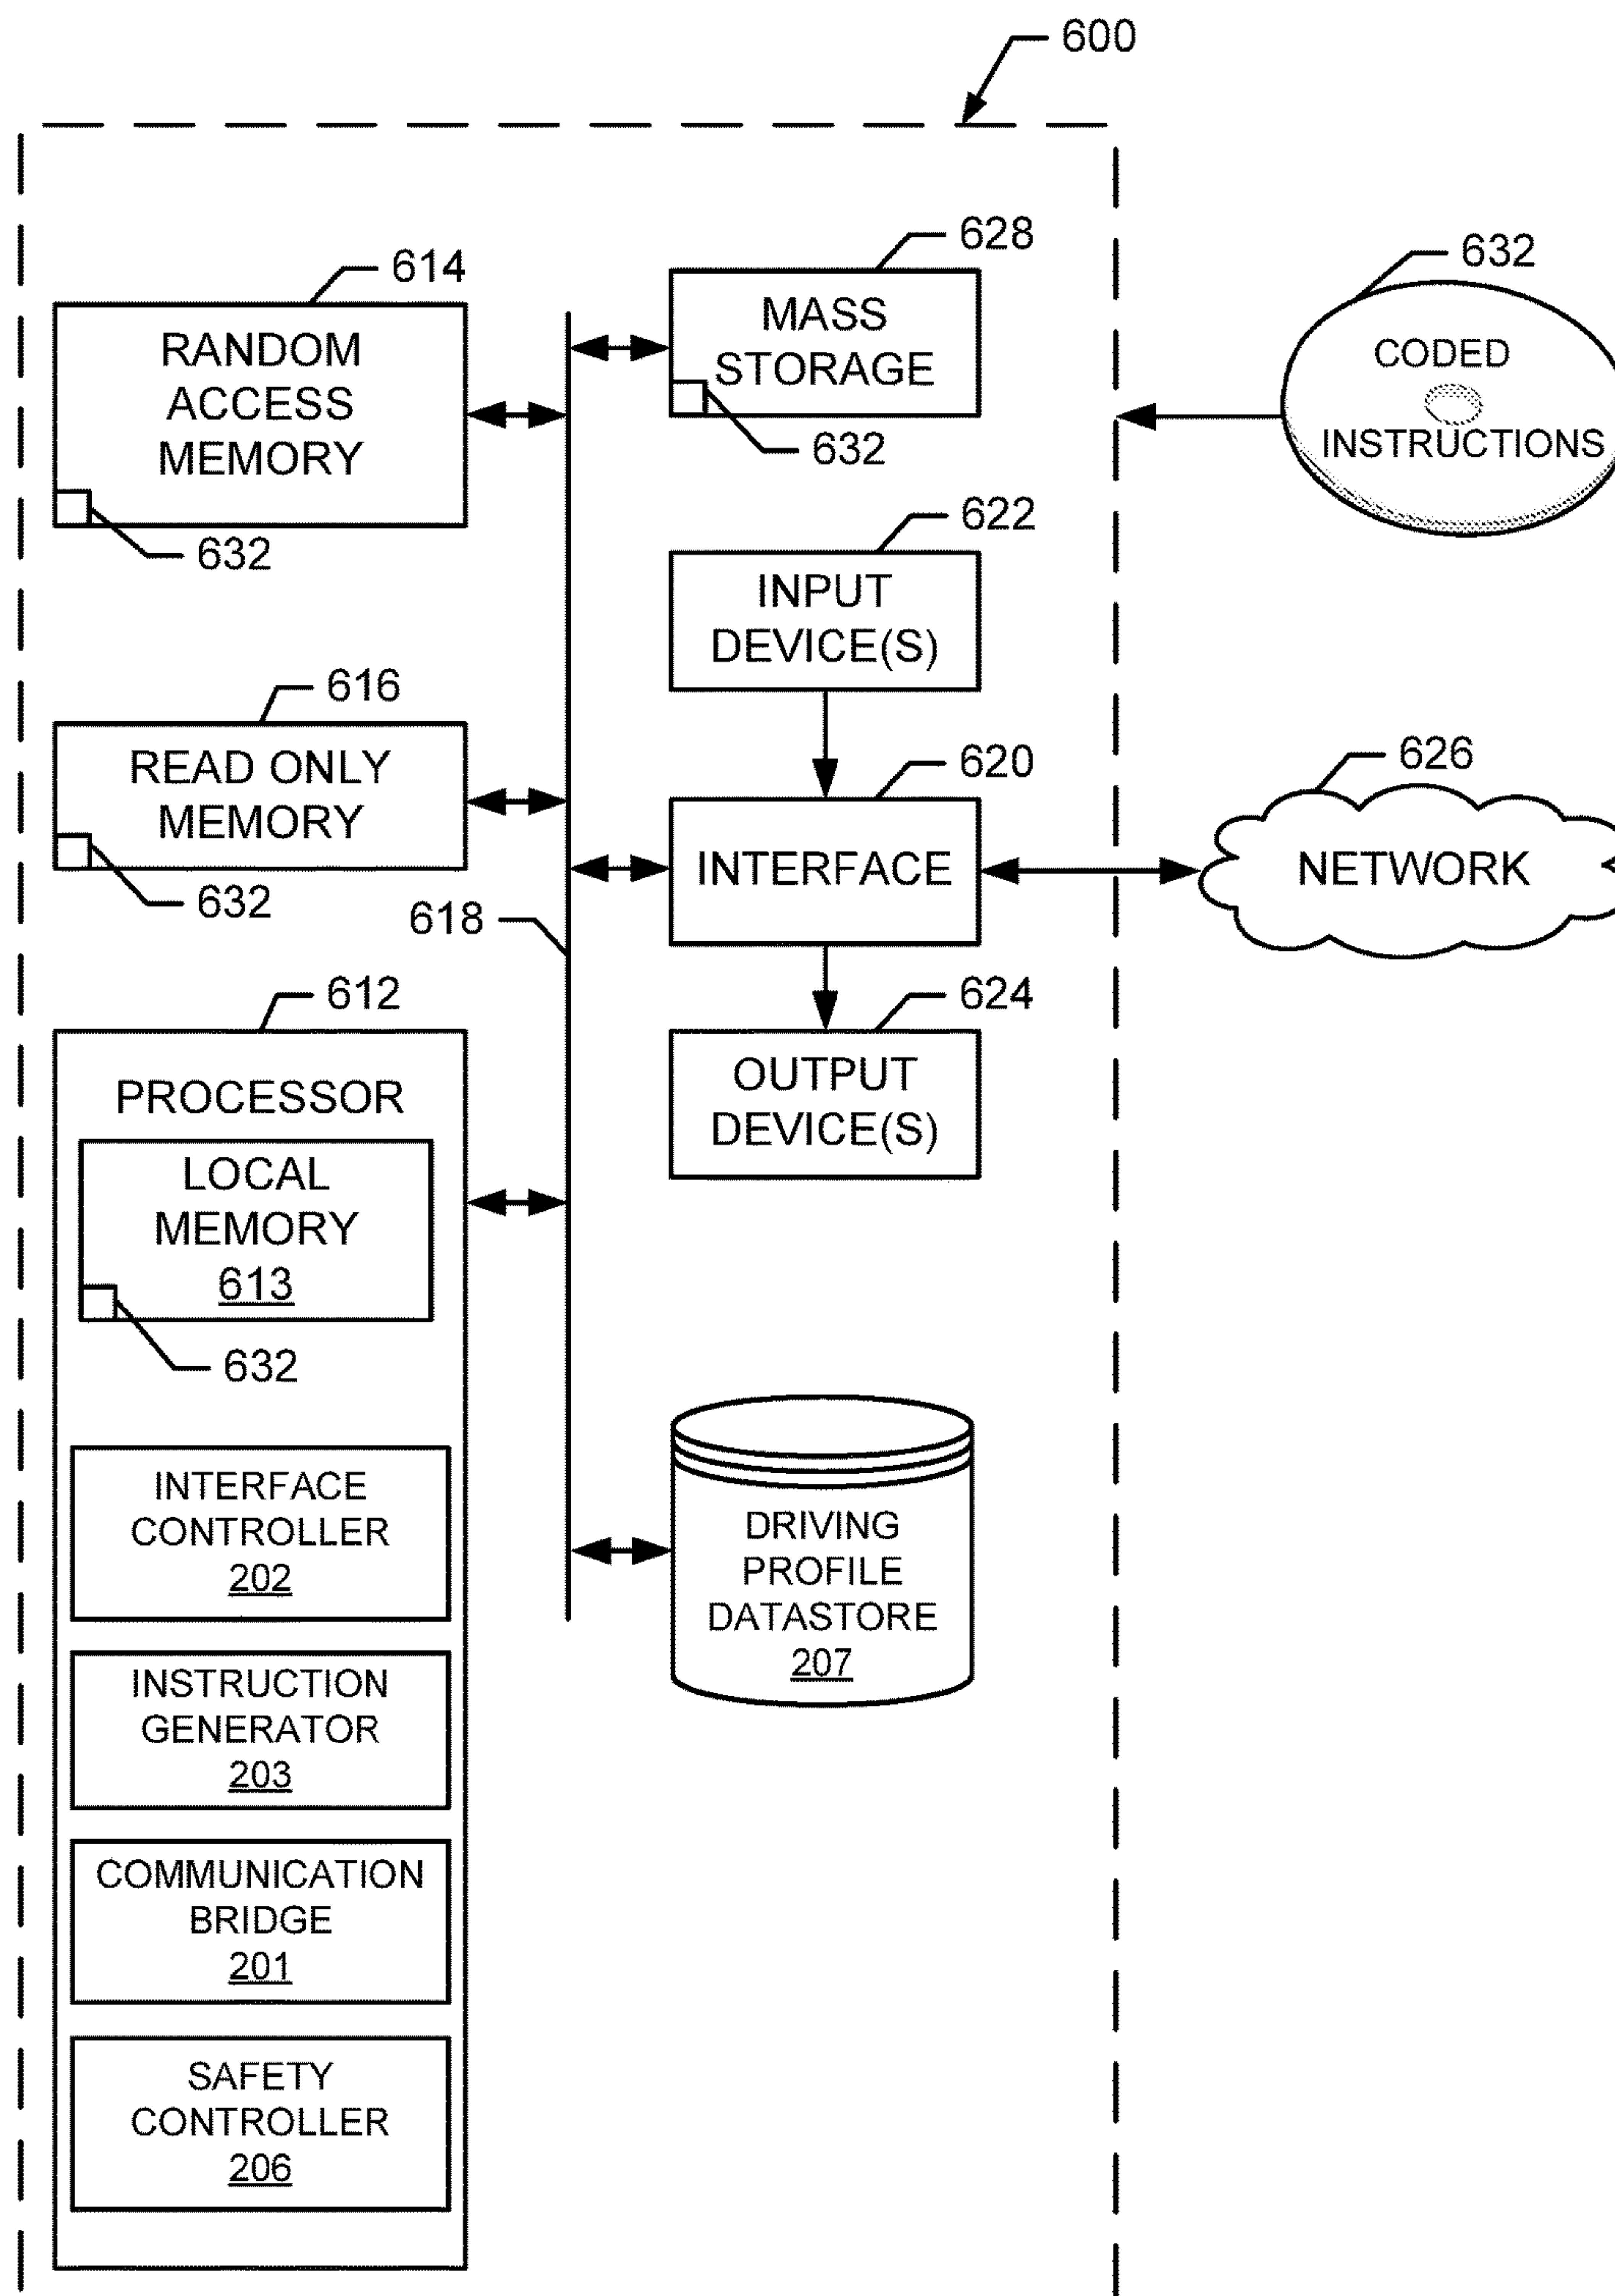 600
614
RANDOM
ACCESS
MEMORY
632
628
MASS
STORAGE
632
632
CODED
INSTRUCTIONS
622
INPUT
DEVICE(S)
616
READ ONLY
MEMORY
632
620
INTERFACE
626
NETWORK
618
624
OUTPUT
DEVICE(S)
612
PROCESSOR
LOCAL
MEMORY
613
632
INTERFACE
CONTROLLER
202
DRIVING
PROFILE
DATASTORE
207
INSTRUCTION
GENERATOR
203
COMMUNICATION
BRIDGE
201
SAFETY
CONTROLLER
206